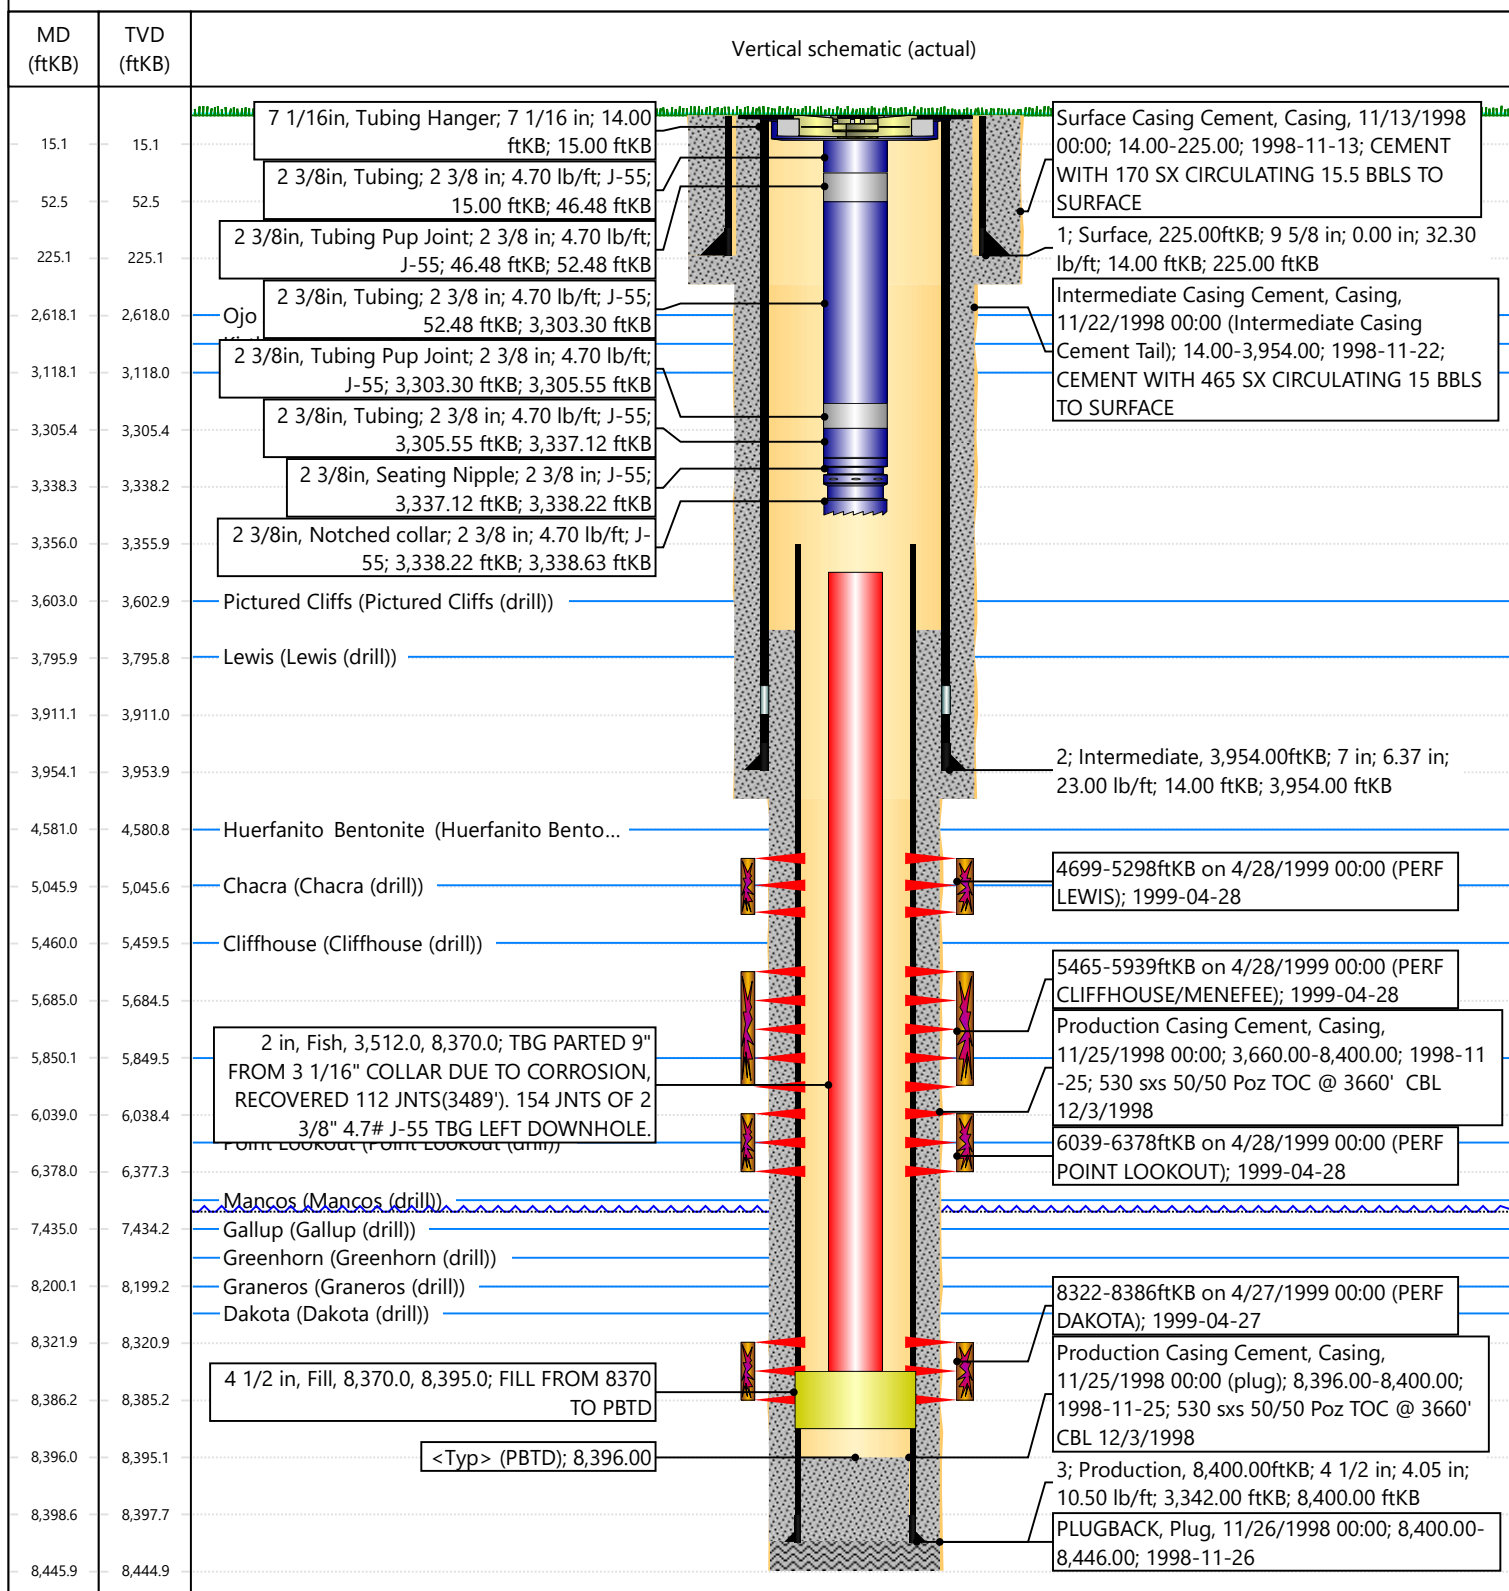 MD
(ftKB)
TVD
(ftKB)
Vertical schematic (actual)
15.1
15.1
52.5
52.5
225.1
225.1
2,618.1
2,618.0
3,118.1
3,118.0
3,305.4
3,305.4
3,338.3
3,338.2
3,356.0
3,355.9
3,603.0
3,602.9
3,795.9
3,795.8
3,911.1
3,911.0
3,954.1
3,953.9
4,581.0
4,580.8
5,045.9
5,045.6
5,460.0
5,459.5
5,685.0
5,684.5
5,850.1
5,849.5
6,039.0
6,038.4
6,378.0
6,377.3
7,435.0
7,434.2
8,200.1
8,199.2
8,321.9
8,320.9
8,386.2
8,385.2
8,396.0
8,395.1
8,398.6
8,397.7
8,445.9
8,444.9
7 1/16in, Tubing Hanger; 7 1/16 in; 14.00
ftKB; 15.00 ftKB
2 3/8in, Tubing; 2 3/8 in; 4.70 lb/ft; J-55;
15.00 ftKB; 46.48 ftKB
2 3/8in, Tubing Pup Joint; 2 3/8 in; 4.70 lb/ft;
J-55; 46.48 ftKB; 52.48 ftKB
2 3/8in, Tubing; 2 3/8 in; 4.70 lb/ft; J-55;
52.48 ftKB; 3,303.30 ftKB
Ojo
2 3/8in, Tubing Pup Joint; 2 3/8 in; 4.70 lb/ft;
J-55; 3,303.30 ftKB; 3,305.55 ftKB
2 3/8in, Tubing; 2 3/8 in; 4.70 lb/ft; J-55;
3,305.55 ftKB; 3,337.12 ftKB
2 3/8in, Seating Nipple; 2 3/8 in; J-55;
3,337.12 ftKB; 3,338.22 ftKB
2 3/8in, Notched collar; 2 3/8 in; 4.70 lb/ft; J-
55; 3,338.22 ftKB; 3,338.63 ftKB
Pictured Cliffs (Pictured Cliffs (drill))
Lewis (Lewis (drill))
Huerfanito Bentonite (Huerfanito Bento...
Chacra (Chacra (drill))
Cliffhouse (Cliffhouse (drill))
2 in, Fish, 3,512.0, 8,370.0; TBG PARTED 9"
FROM 3 1/16" COLLAR DUE TO CORROSION,
RECOVERED 112 JNTS(3489'). 154 JNTS OF 2
3/8" 4.7# J-55 TBG LEFT DOWNHOLE.
Point Lookout (Point Lookout (drill))
Mancos (Mancos (drill))
Gallup (Gallup (drill))
Greenhorn (Greenhorn (drill))
Graneros (Graneros (drill))
Dakota (Dakota (drill))
4 1/2 in, Fill, 8,370.0, 8,395.0; FILL FROM 8370
TO PBTD
<Typ> (PBTD); 8,396.00
Surface Casing Cement, Casing, 11/13/1998
00:00; 14.00-225.00; 1998-11-13; CEMENT
WITH 170 SX CIRCULATING 15.5 BBLS TO
SURFACE
1; Surface, 225.00ftKB; 9 5/8 in; 0.00 in; 32.30
lb/ft; 14.00 ftKB; 225.00 ftKB
Intermediate Casing Cement, Casing,
11/22/1998 00:00 (Intermediate Casing
Cement Tail); 14.00-3,954.00; 1998-11-22;
CEMENT WITH 465 SX CIRCULATING 15 BBLS
TO SURFACE
2; Intermediate, 3,954.00ftKB; 7 in; 6.37 in;
23.00 lb/ft; 14.00 ftKB; 3,954.00 ftKB
4699-5298ftKB on 4/28/1999 00:00 (PERF
LEWIS); 1999-04-28
5465-5939ftKB on 4/28/1999 00:00 (PERF
CLIFFHOUSE/MENEFEE); 1999-04-28
Production Casing Cement, Casing,
11/25/1998 00:00; 3,660.00-8,400.00; 1998-11
-25; 530 sxs 50/50 Poz TOC @ 3660' CBL
12/3/1998
6039-6378ftKB on 4/28/1999 00:00 (PERF
POINT LOOKOUT); 1999-04-28
8322-8386ftKB on 4/27/1999 00:00 (PERF
DAKOTA); 1999-04-27
Production Casing Cement, Casing,
11/25/1998 00:00 (plug); 8,396.00-8,400.00;
1998-11-25; 530 sxs 50/50 Poz TOC @ 3660'
CBL 12/3/1998
3; Production, 8,400.00ftKB; 4 1/2 in; 4.05 in;
10.50 lb/ft; 3,342.00 ftKB; 8,400.00 ftKB
PLUGBACK, Plug, 11/26/1998 00:00; 8,400.00-
8,446.00; 1998-11-26